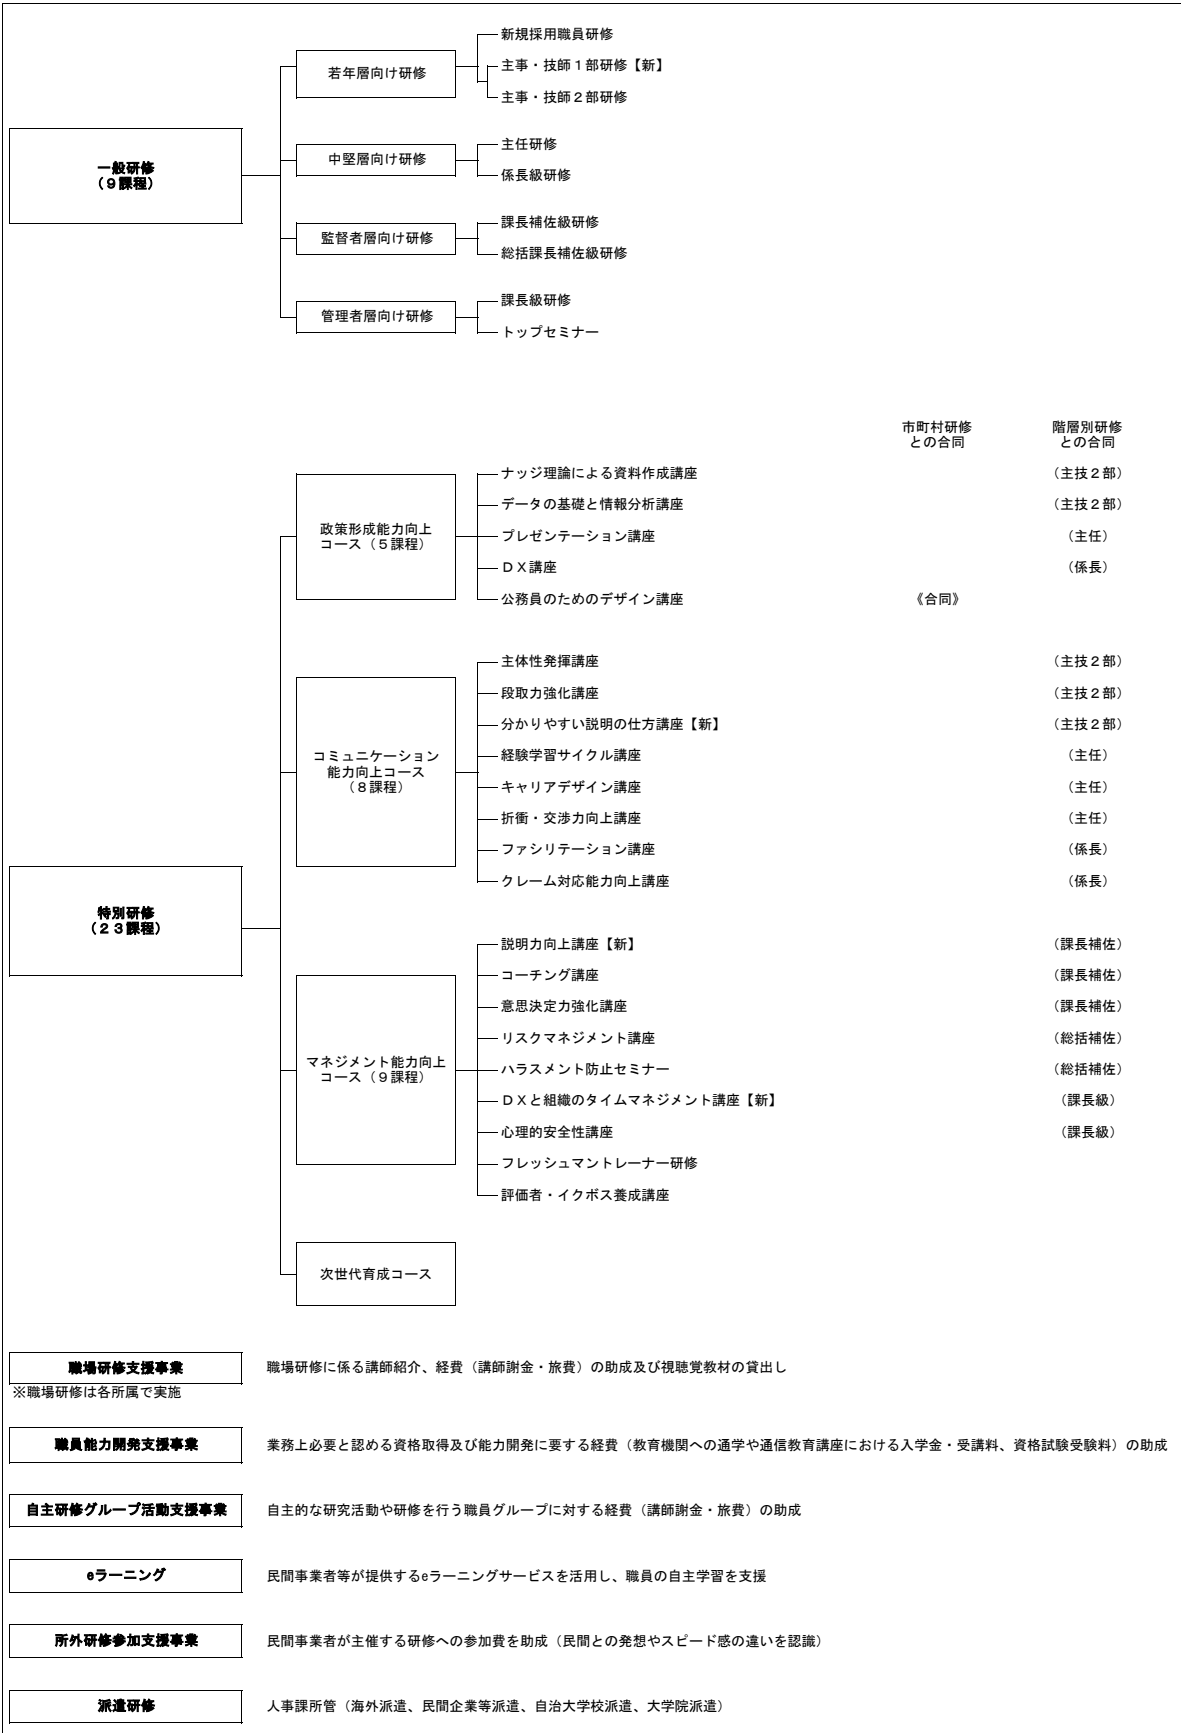 新規採用職員研修
若年層向け研修
主事・技師１部研修【新】
主事・技師２部研修
一般研修
（９課程）
中堅層向け研修
主任研修
係長級研修
監督者層向け研修
課長補佐級研修
総括課長補佐級研修
管理者層向け研修
課長級研修
トップセミナー
市町村研修
との合同
階層別研修
との合同
特別研修
（２３課程）
政策形成能力向上
コース（５課程）
ナッジ理論による資料作成講座 （主技２部）
データの基礎と情報分析講座 （主技２部）
プレゼンテーション講座 （主任）
ＤＸ講座 （係長）
公務員のためのデザイン講座 《合同》
コミュニケーション
能力向上コース
（８課程）
主体性発揮講座 （主技２部）
段取力強化講座 （主技２部）
分かりやすい説明の仕方講座【新】 （主技２部）
経験学習サイクル講座 （主任）
キャリアデザイン講座 （主任）
折衝・交渉力向上講座 （主任）
ファシリテーション講座 （係長）
クレーム対応能力向上講座 （係長）
マネジメント能力向上
コース（９課程）
説明力向上講座【新】 （課長補佐）
コーチング講座 （課長補佐）
意思決定力強化講座 （課長補佐）
リスクマネジメント講座 （総括補佐）
ハラスメント防止セミナー （総括補佐）
ＤＸと組織のタイムマネジメント講座【新】 （課長級）
心理的安全性講座 （課長級）
フレッシュマントレーナー研修
評価者・イクボス養成講座
次世代育成コース
職場研修支援事業 職場研修に係る講師紹介、経費（講師謝金・旅費）の助成及び視聴覚教材の貸出し
※職場研修は各所属で実施
職員能力開発支援事業 業務上必要と認める資格取得及び能力開発に要する経費（教育機関への通学や通信教育講座における入学金・受講料、資格試験受験料）の助成
自主研修グループ活動支援事業 自主的な研究活動や研修を行う職員グループに対する経費（講師謝金・旅費）の助成
eラーニング 民間事業者等が提供するeラーニングサービスを活用し、職員の自主学習を支援
所外研修参加支援事業 民間事業者が主催する研修への参加費を助成（民間との発想やスピード感の違いを認識）
派遣研修 人事課所管（海外派遣、民間企業等派遣、自治大学校派遣、大学院派遣）